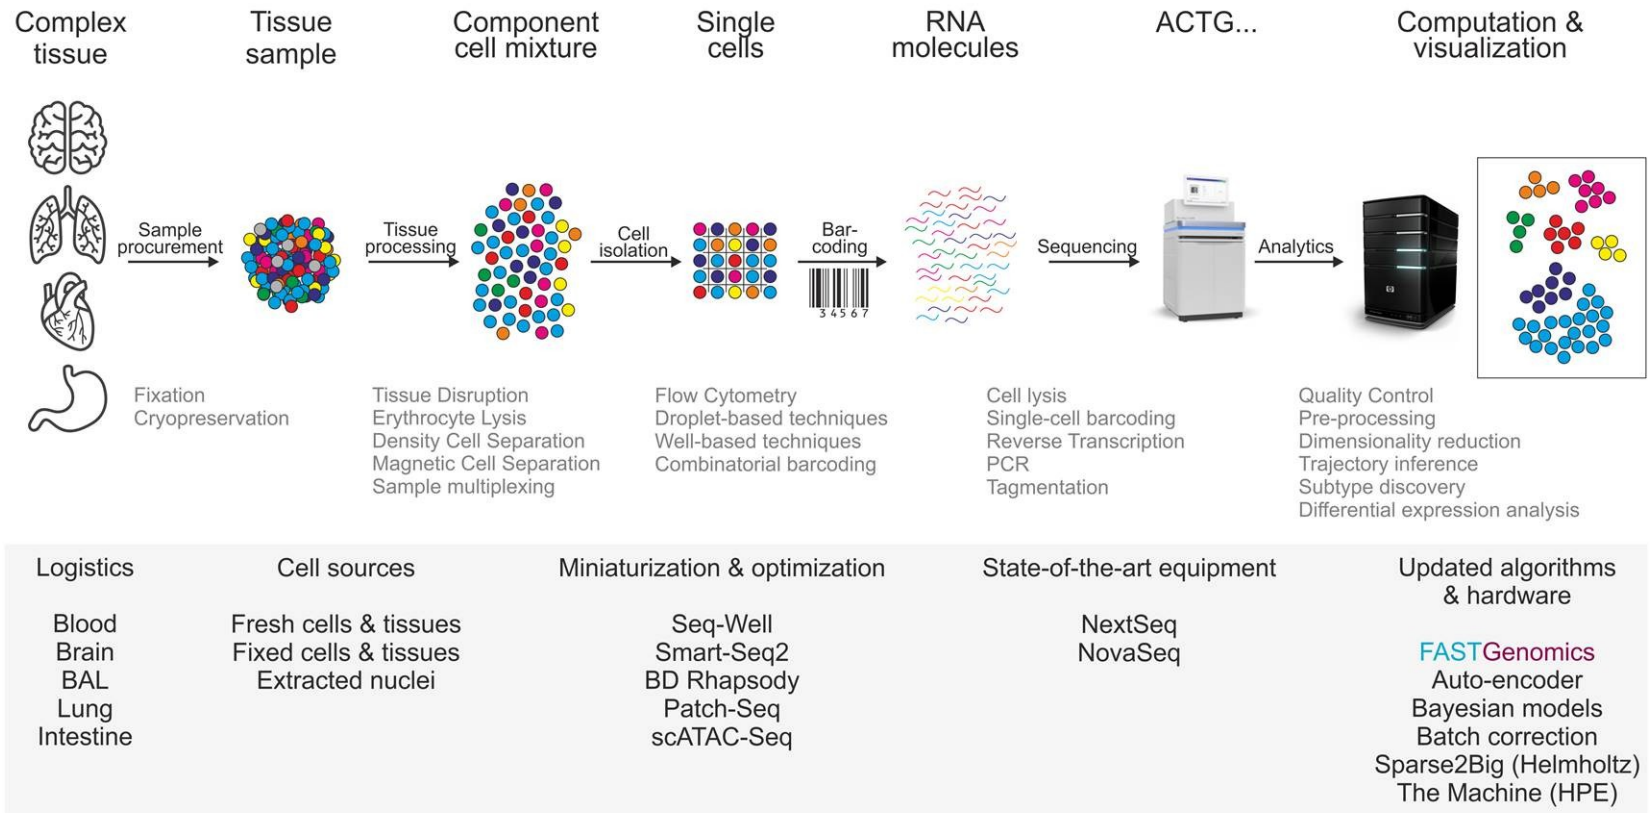 Complex
tissue
Tissue
sample
Component
cell mixture
Single
cells
RNA
molecules
ACTG...
Computation &
visualization
Sample
procurement
Tissue
processing
Cell
isolation
Bar-
coding
3 4 5 6 7
Sequencing
Analytics
Fixation
Cryopreservation
Tissue Disruption
Erythrocyte Lysis
Density Cell Separation
Magnetic Cell Separation
Sample multiplexing
Flow Cytometry
Droplet-based techniques
Well-based techniques
Combinatorial barcoding
Cell lysis
Single-cell barcoding
Reverse Transcription
PCR
Tagmentation
Quality Control
Pre-processing
Dimensionality reduction
Trajectory inference
Subtype discovery
Differential expression analysis
Logistics
Blood
Brain
BAL
Lung
Intestine
Cell sources
Fresh cells & tissues
Fixed cells & tissues
Extracted nuclei
Miniaturization & optimization
Seq-Well
Smart-Seq2
BD Rhapsody
Patch-Seq
scATAC-Seq
State-of-the-art equipment
NextSeq
NovaSeq
Updated algorithms
& hardware
FASTGenomics
Auto-encoder
Bayesian models
Batch correction
Sparse2Big (Helmholtz)
The Machine (HPE)